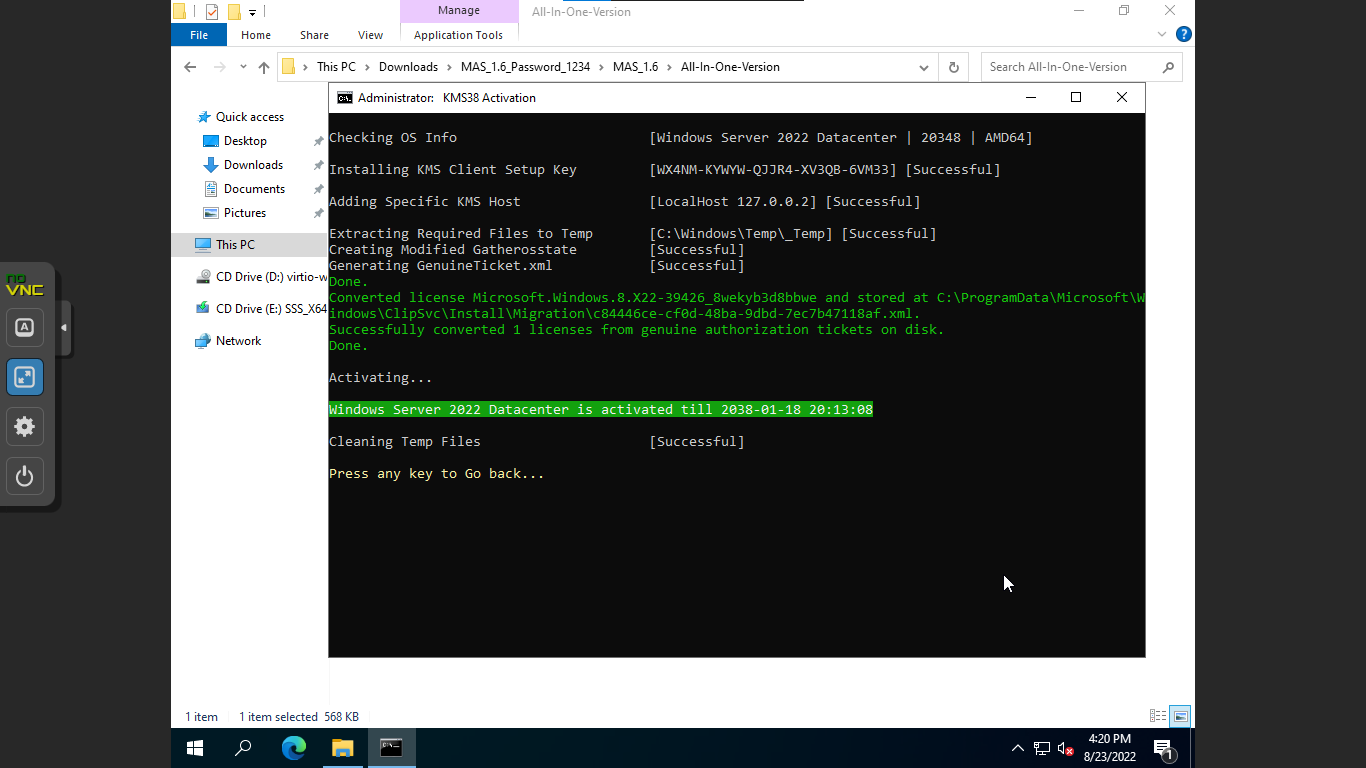 Manage
All-In-One-Version
File
Home
Share
View
Application Tools
?
This PC
Downloads
MAS_1.6_Password_1234
MAS_1.6
All-In-One-Version
Search All-In-One-Version
Quick access
Desktop
Downloads
Documents
Pictures
This PC
CD Drive (D:) virtio-w
CD Drive (E:) SSS_X64
Network
no
VNC
A
C:\.
Administrator: KMS38 Activation
Checking OS Info [Windows Server 2022 Datacenter | 20348 | AMD64]
Installing KMS Client Setup Key [WX4NM-KYWYW-QJJR4-XV3QB-6VM33] [Successful]
Adding Specific KMS Host [LocalHost 127.0.0.2] [Successful]
Extracting Required Files to Temp [C:\Windows\Temp\_Temp] [Successful]
Creating Modified Gatherosstate [Successful]
Generating GenuineTicket.xml [Successful]
Done.
Converted license Microsoft.Windows.8.X22-39426_8wekyb3d8bbwe and stored at C:\ProgramData\Microsoft\W
indows\ClipSvc\Install\Migration\c84446ce-cf0d-48ba-9dbd-7ec7b47118af.xml.
Successfully converted 1 licenses from genuine authorization tickets on disk.
Done.
Activating...
Windows Server 2022 Datacenter is activated till 2038-01-18 20:13:08
Cleaning Temp Files [Successful]
Press any key to Go back...
1 item
1 item selected 568 KB
4:20 PM
8/23/2022
1